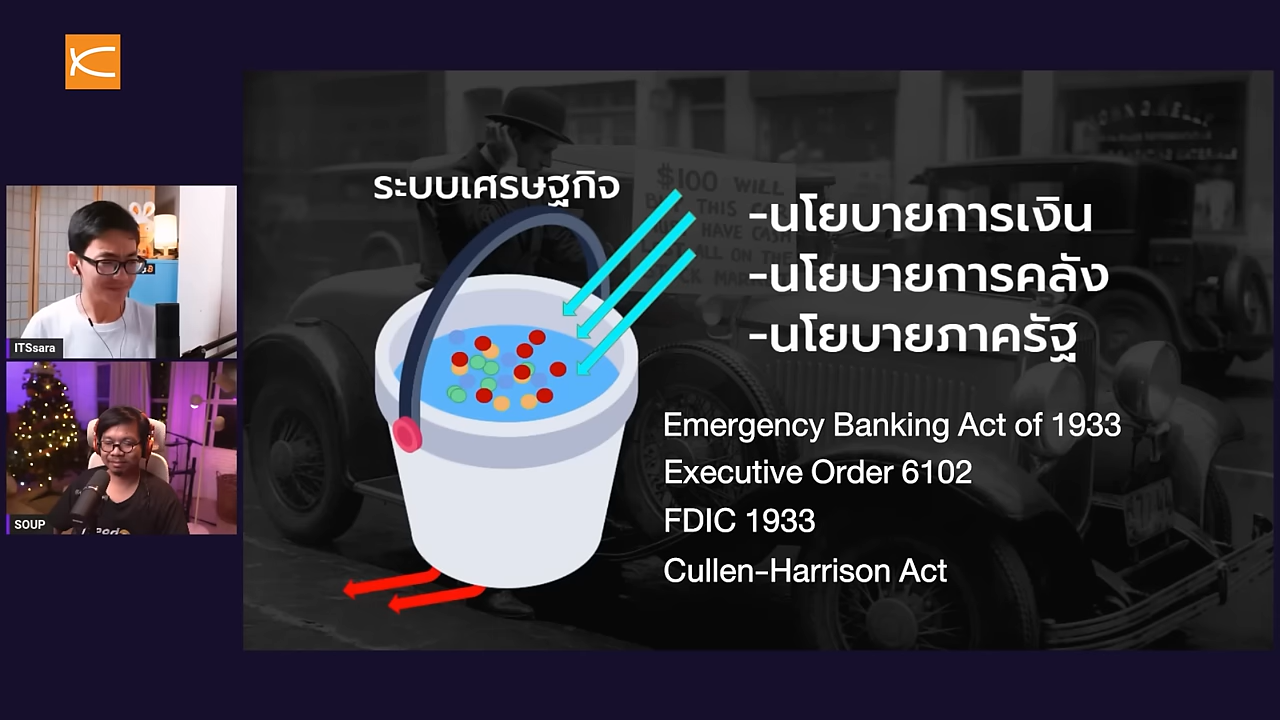 ระบบเศรษฐกิจ
$100 WILL
-นโยบายการเงิน
-นโยบายการคลัง
-นโยบายภาครัฐ
Emergency Banking Act of 1933
Executive Order 6102
FDIC 1933
Cullen-Harrison Act
ITSsara
SOUP